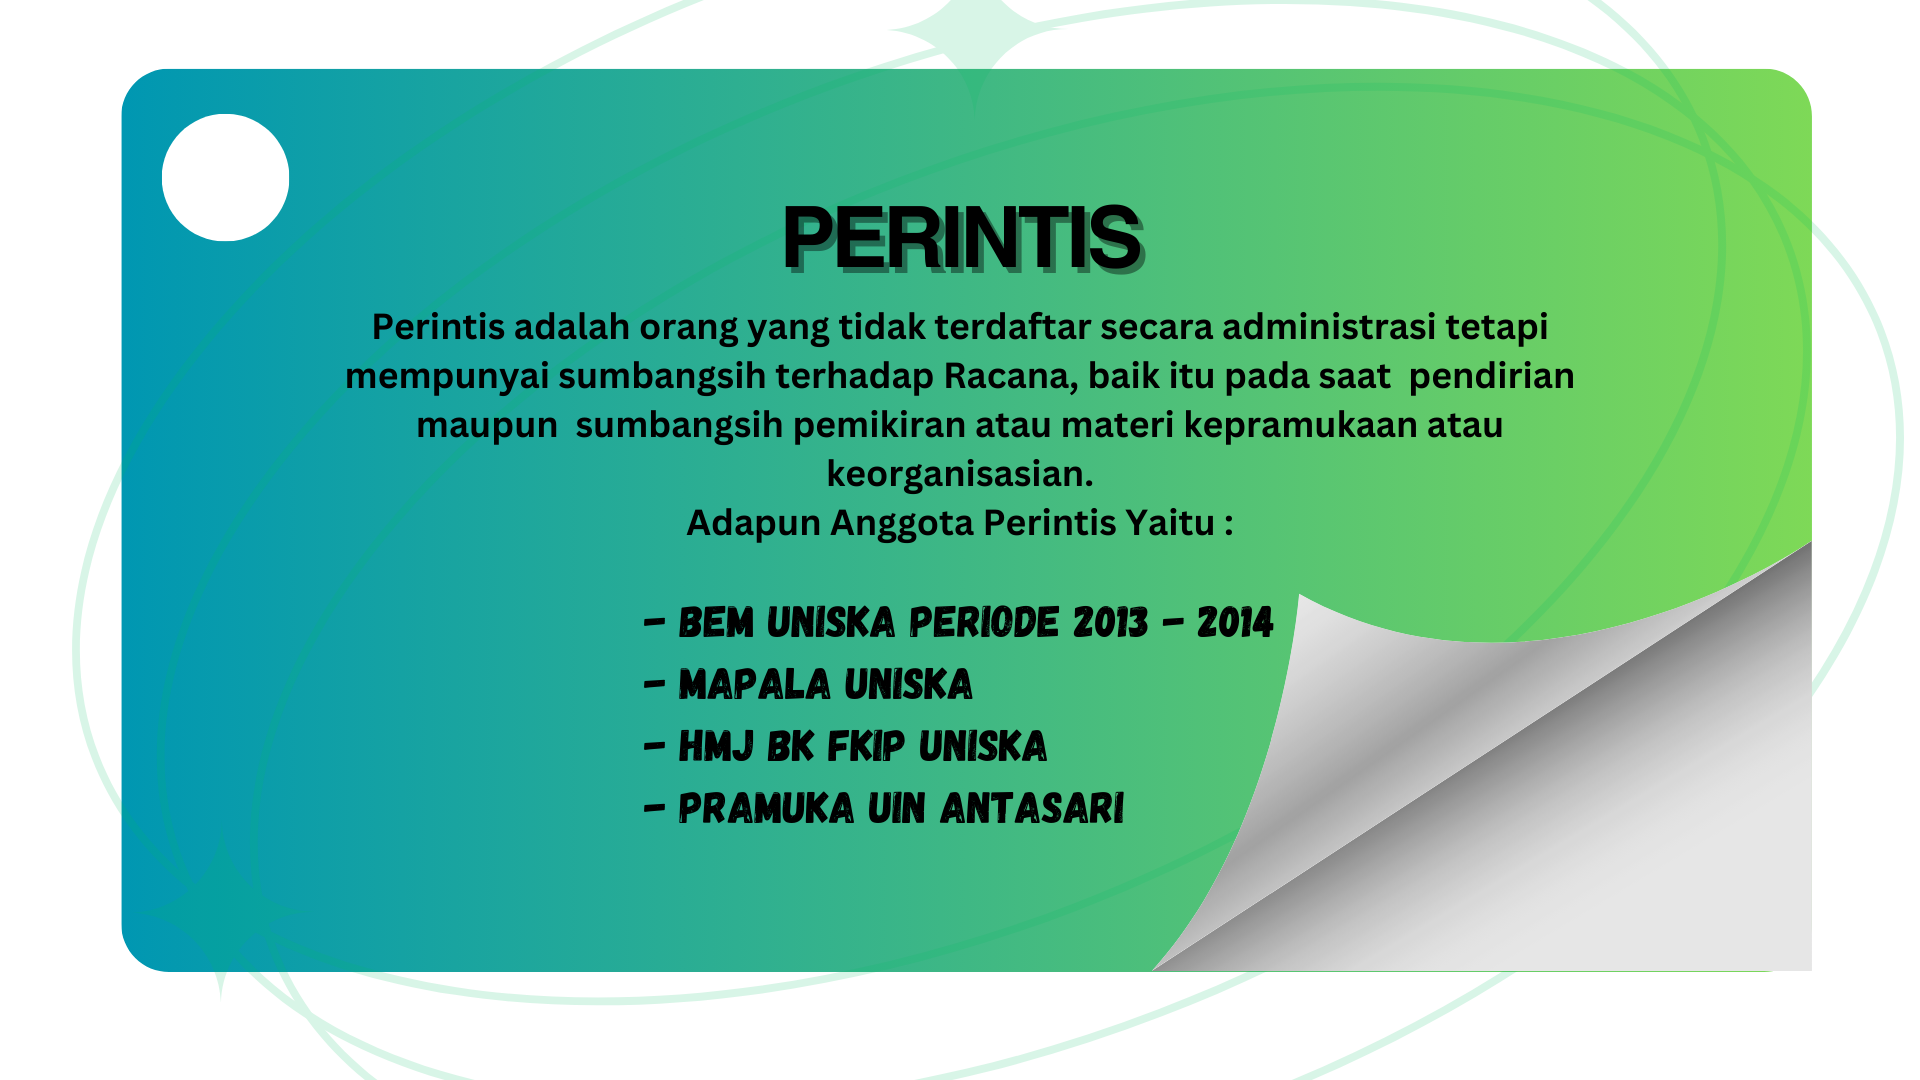 PERINTIS
Perintis adalah orang yang tidak terdaftar secara administrasi tetapi
mempunyai sumbangsih terhadap Racana, baik itu pada saat  pendirian
maupun  sumbangsih pemikiran atau materi kepramukaan atau
keorganisasian.
Adapun Anggota Perintis Yaitu :
- BEM UNISKA PERIODE 2013 - 2014
- MAPALA UNISKA
- HMJ BK FKIP UNISKA
- PRAMUKA UIN ANTASARI